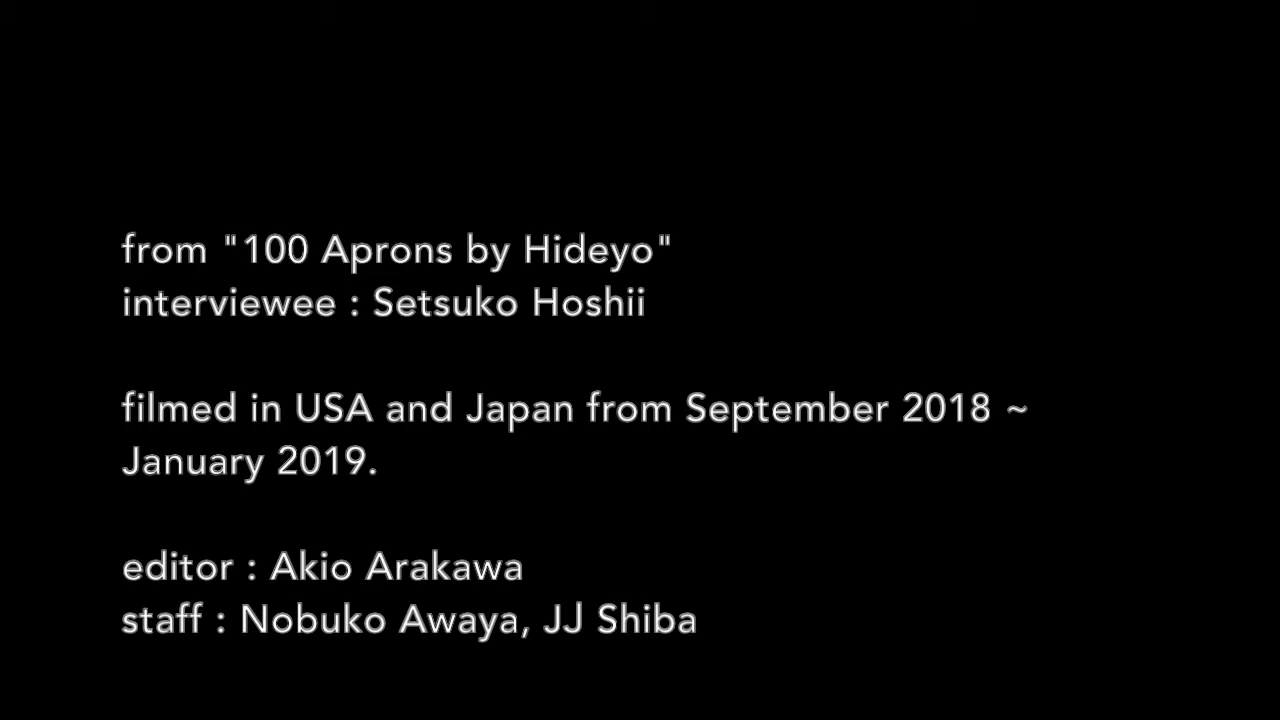 from "100 Aprons by Hideyo"
interviewee : Setsuko Hoshii
filmed in USA and Japan from September 2018 ~
January 2019.
editor : Akio Arakawa
staff : Nobuko Awaya, JJ Shiba